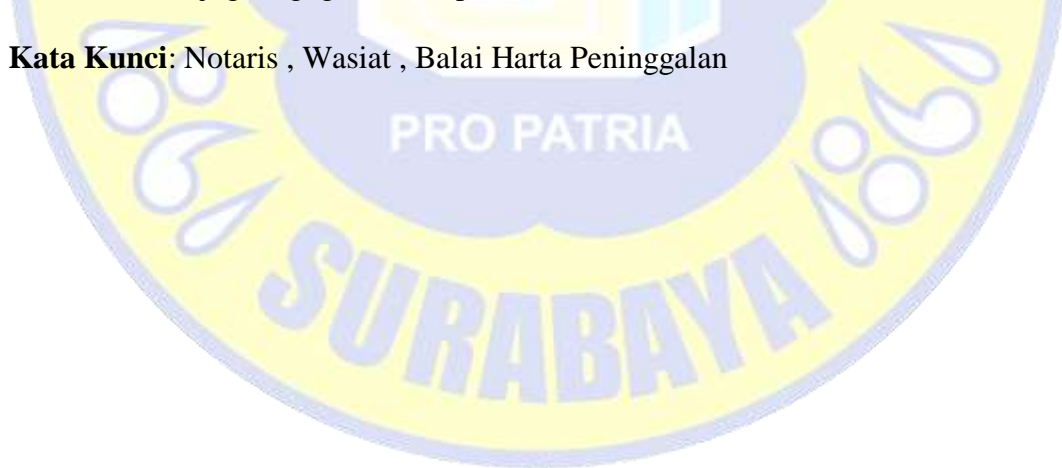 Kata Kunci: Notaris , Wasiat , Balai Harta Peninggalan
PRO PATRIA
SURABAYA